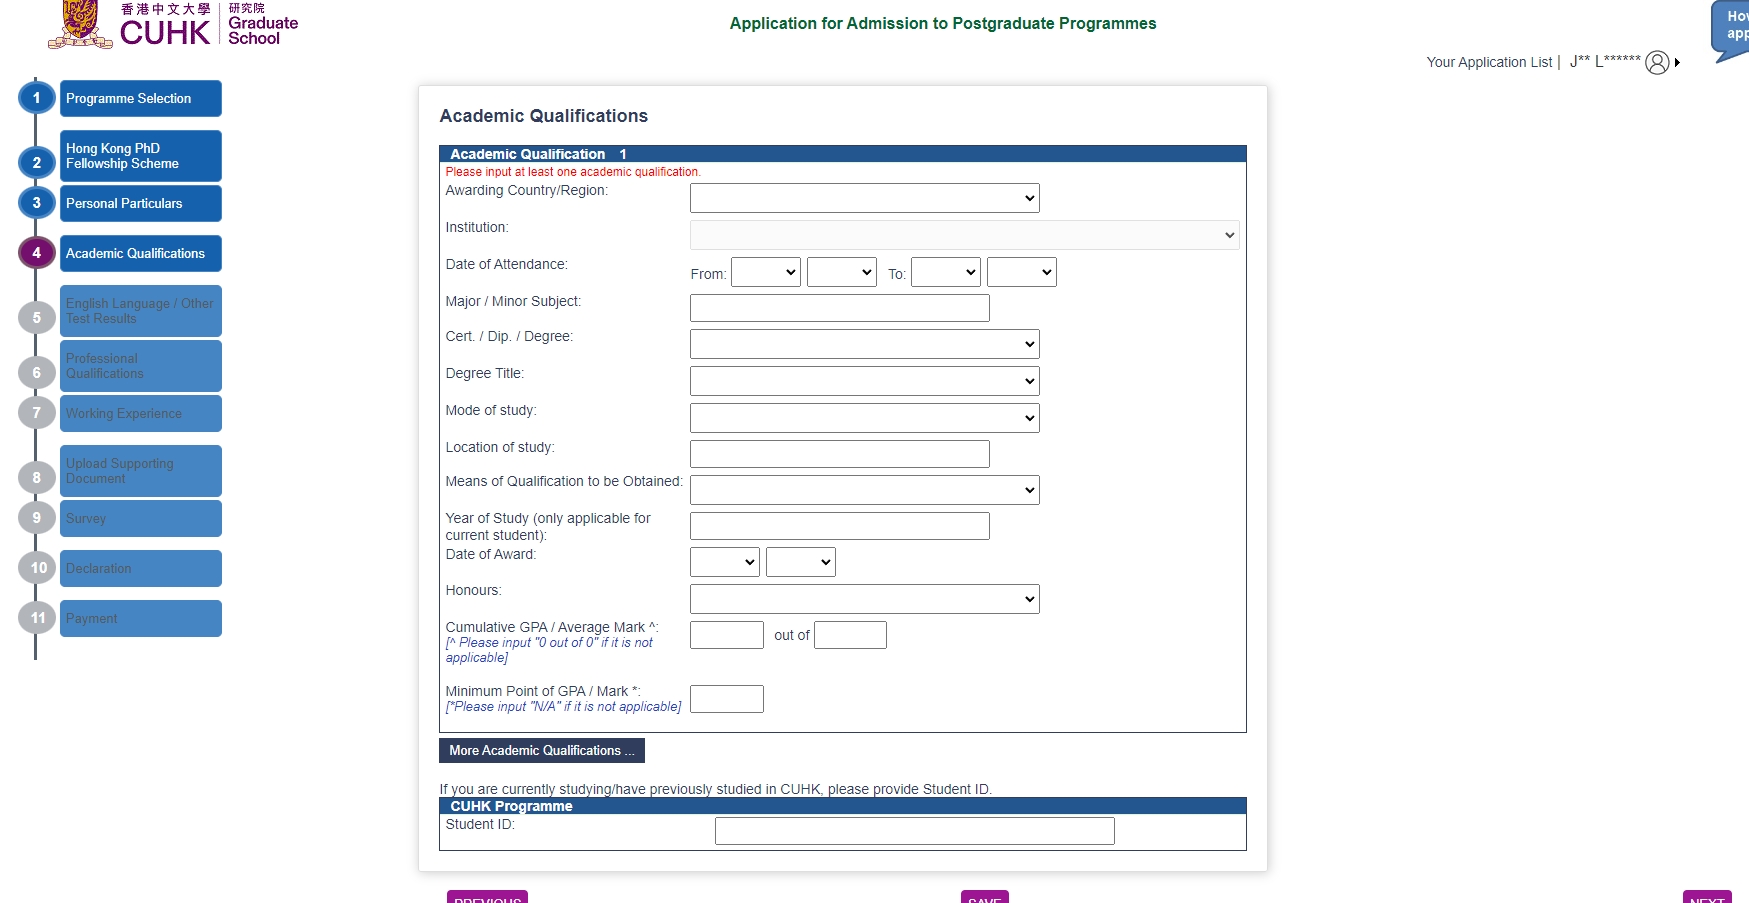 香港中文大學
CUHK
研究院
Graduate
School
Application for Admission to Postgraduate Programmes
Your Application List | J** L******
1 Programme Selection
2 Hong Kong PhD
Fellowship Scheme
3 Personal Particulars
4 Academic Qualifications
5 English Language / Other
Test Results
6 Professional
Qualifications
7 Working Experience
8 Upload Supporting
Document
9 Survey
10 Declaration
11 Payment
Academic Qualifications
Academic Qualification 1
Please input at least one academic qualification.
Awarding Country/Region:
Institution:
Date of Attendance: From: To:
Major / Minor Subject:
Cert. / Dip. / Degree:
Degree Title:
Mode of study:
Location of study:
Means of Qualification to be Obtained:
Year of Study (only applicable for
current student):
Date of Award:
Honours:
Cumulative GPA / Average Mark ^: out of
[^ Please input "0 out of 0" if it is not
applicable]
Minimum Point of GPA / Mark *:
[*Please input "N/A" if it is not applicable]
More Academic Qualifications ...
If you are currently studying/have previously studied in CUHK, please provide Student ID.
CUHK Programme
Student ID:
PREVIOUS SAVE NEXT